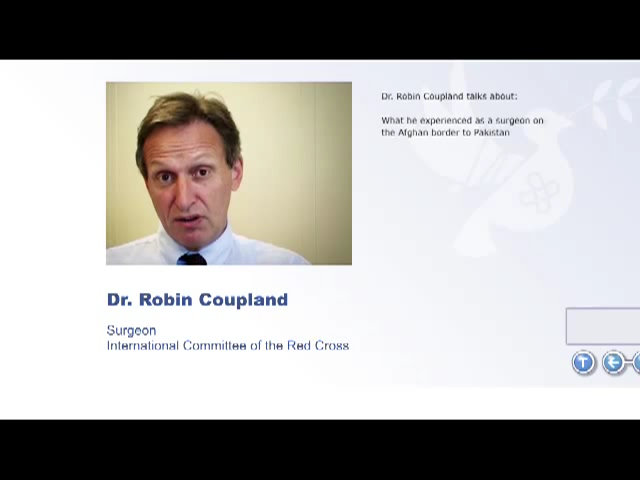 Dr. Robin Coupland talks about:
What he experienced as a surgeon on
the Afghan border to Pakistan
Dr. Robin Coupland
Surgeon
International Committee of the Red Cross
T